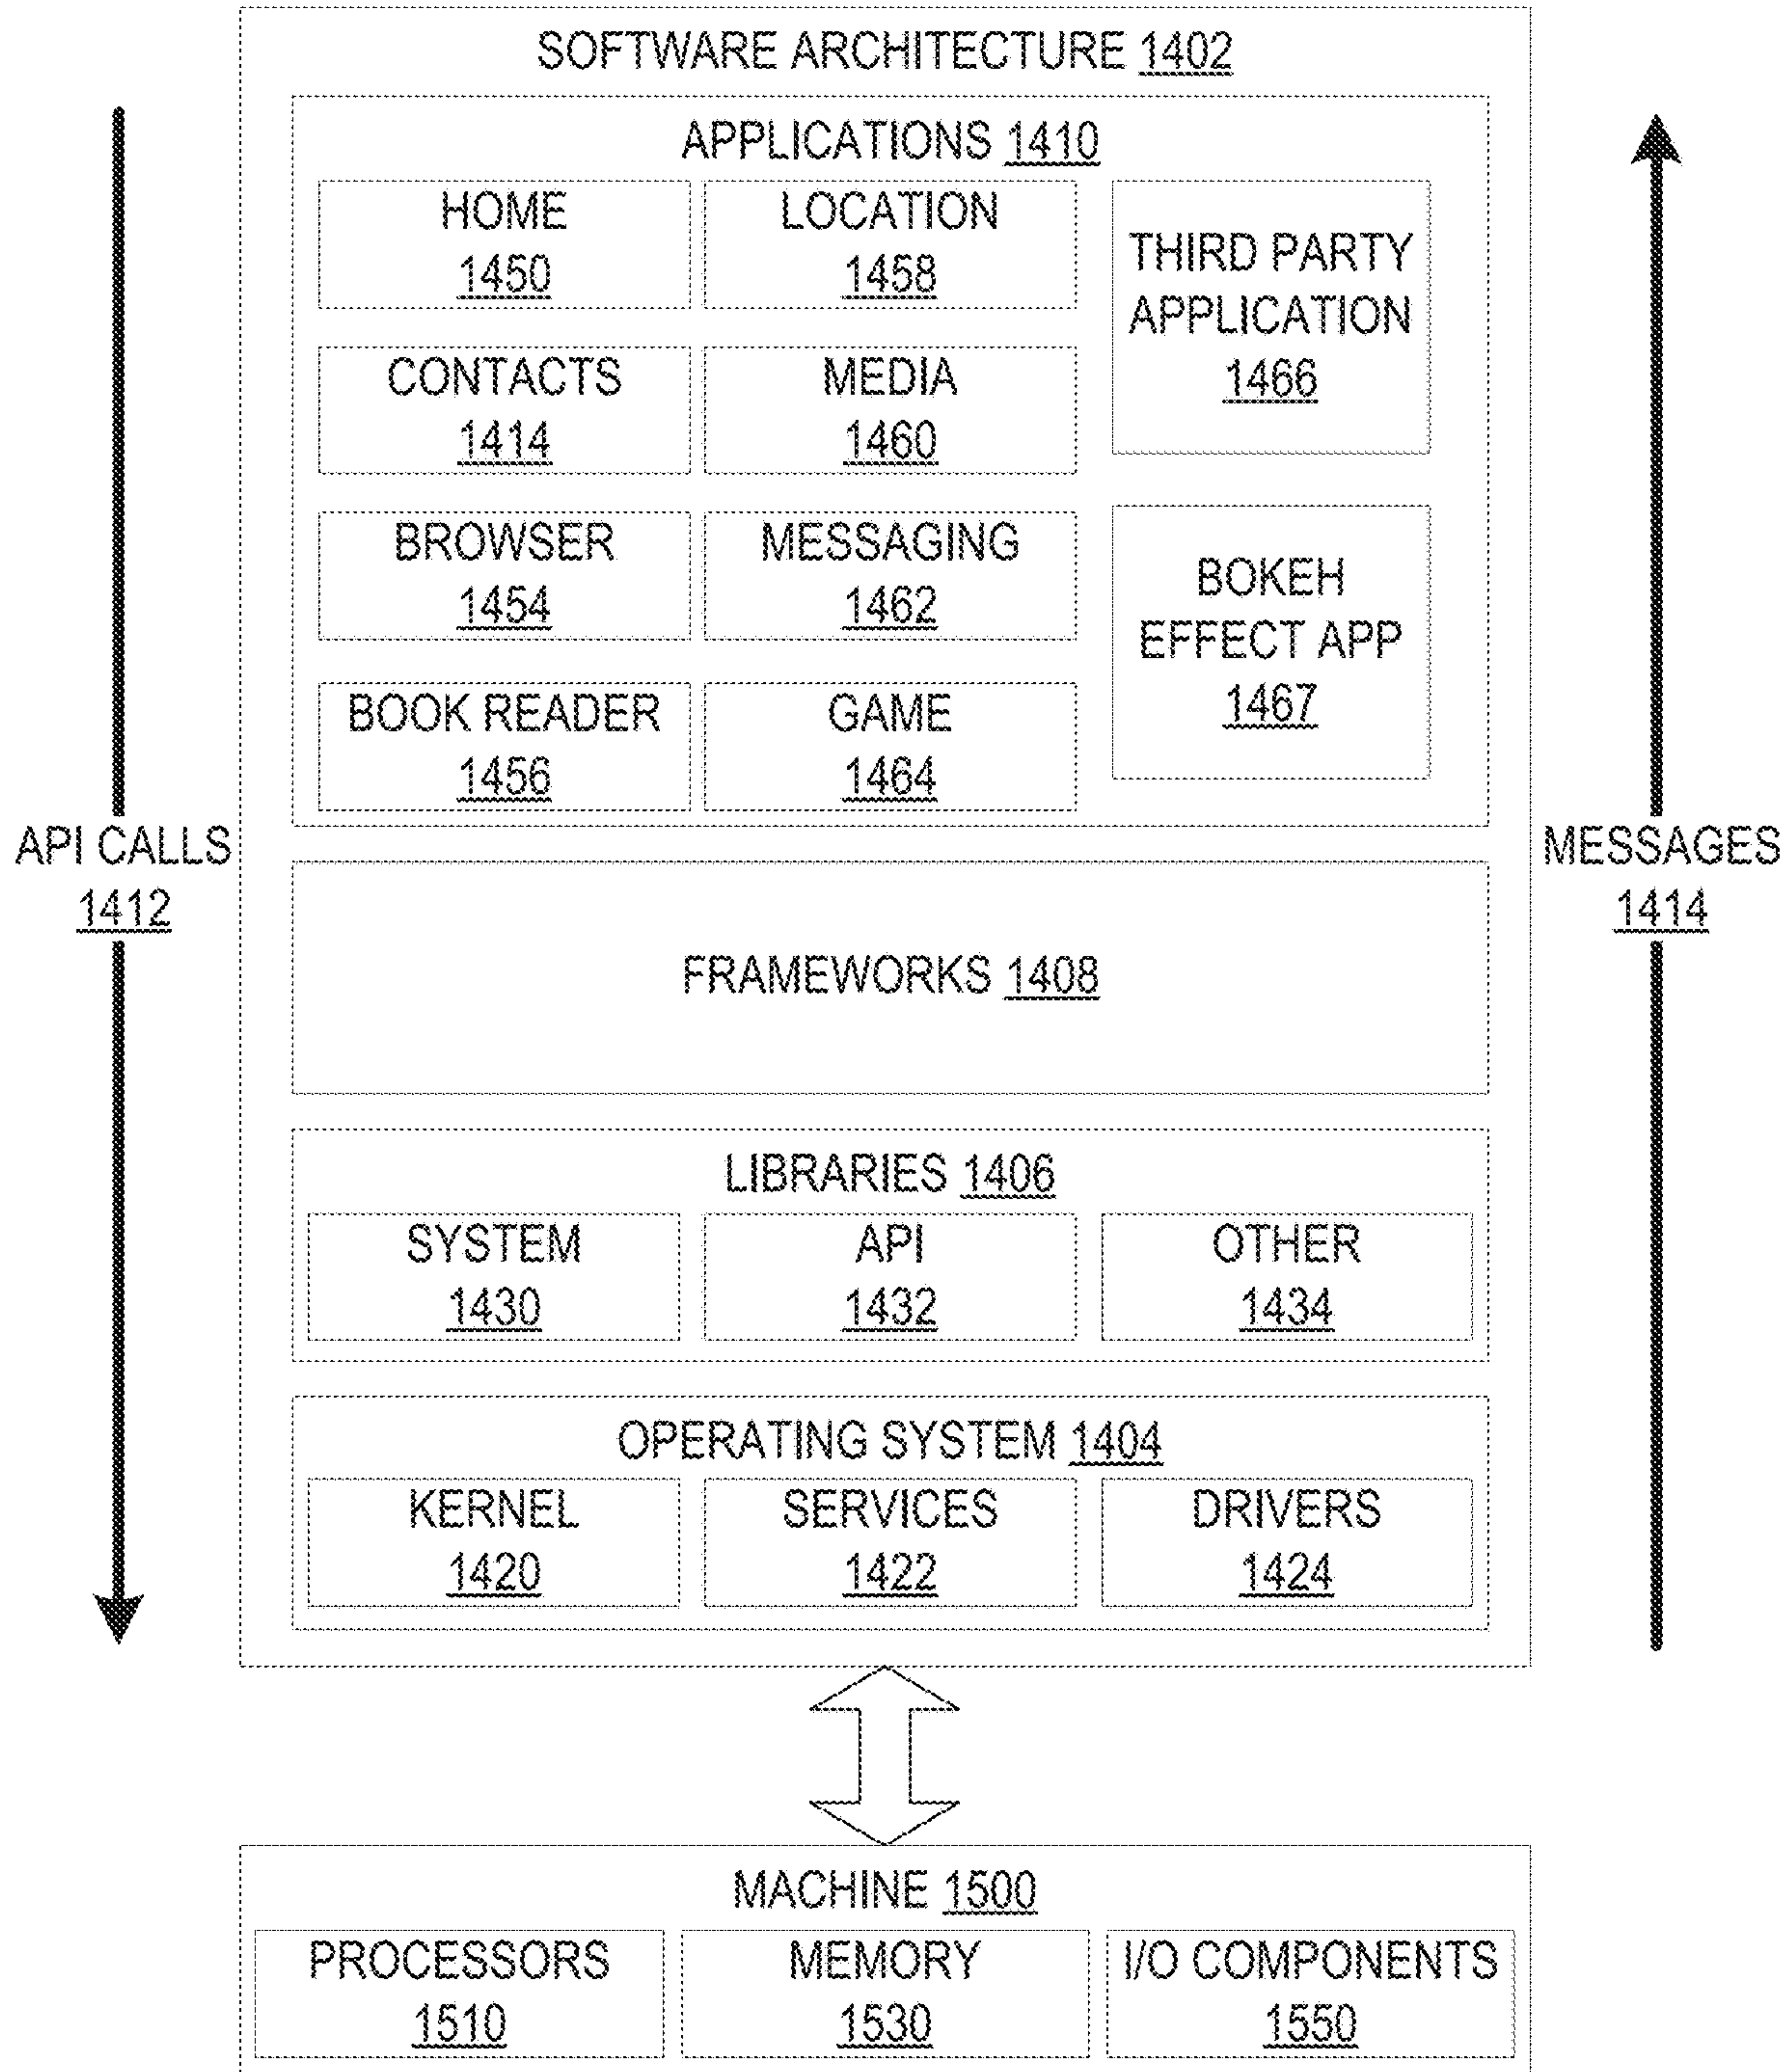 SOFTWARE ARCHITECTURE 1402
APPLICATIONS 1410
HOME
1450
LOCATION
1458
THIRD PARTY
APPLICATION
1466
CONTACTS
1414
MEDIA
1460
BROWSER
1454
MESSAGING
1462
BOKEH
EFFECT APP
1467
BOOK READER
1456
GAME
1464
API CALLS
1412
MESSAGES
1414
FRAMEWORKS 1408
LIBRARIES 1406
SYSTEM
1430
API
1432
OTHER
1434
OPERATING SYSTEM 1404
KERNEL
1420
SERVICES
1422
DRIVERS
1424
MACHINE 1500
PROCESSORS
1510
MEMORY
1530
I/O COMPONENTS
1550